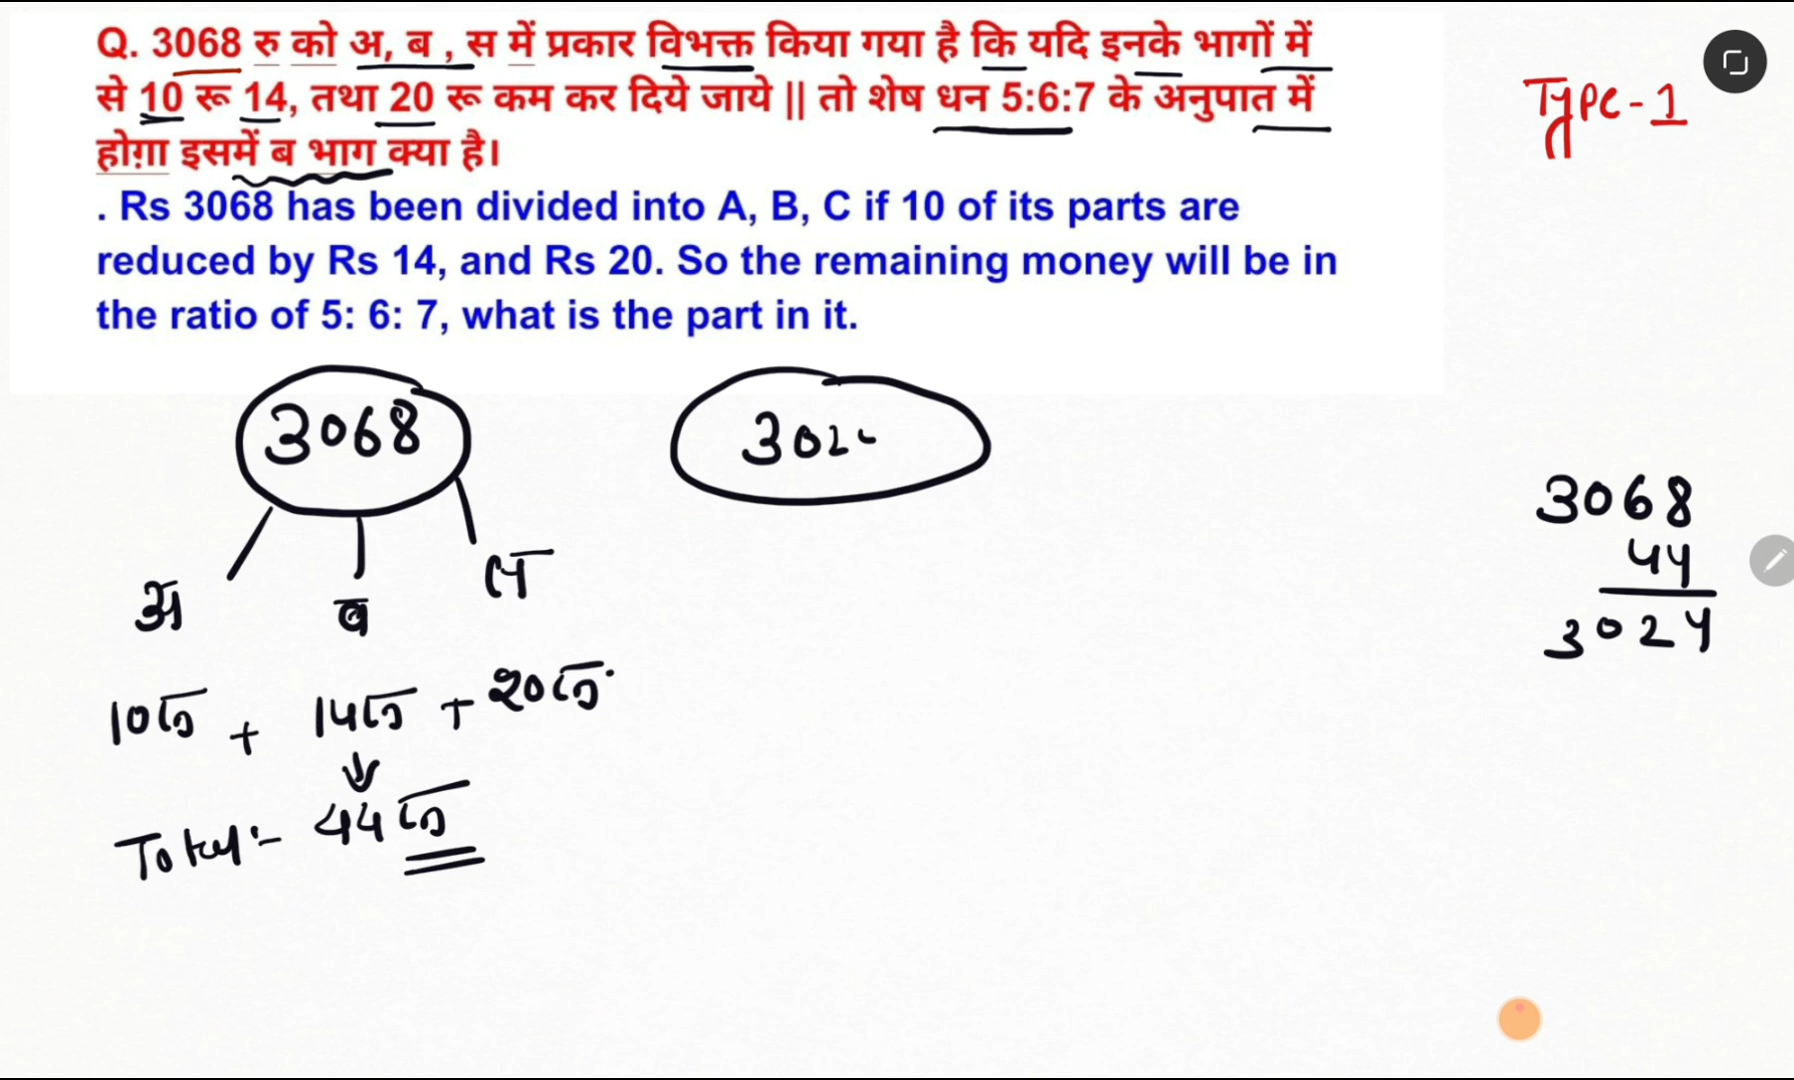 Q. 3068 रु को अ, ब , स में प्रकार विभक्त किया गया है कि यदि इनके भागों में
से 10 रू 14, तथा 20 रू कम कर दिये जाये || तो शेष धन 5:6:7 के अनुपात में
होग़ा इसमें ब भाग क्या है।
. Rs 3068 has been divided into A, B, C if 10 of its parts are
reduced by Rs 14, and Rs 20. So the remaining money will be in
the ratio of 5: 6: 7, what is the part in it.
Type-1
3068
302
अ ब स
10रु + 14रु + 20रु
Total:- 44रु
3068
44
3024